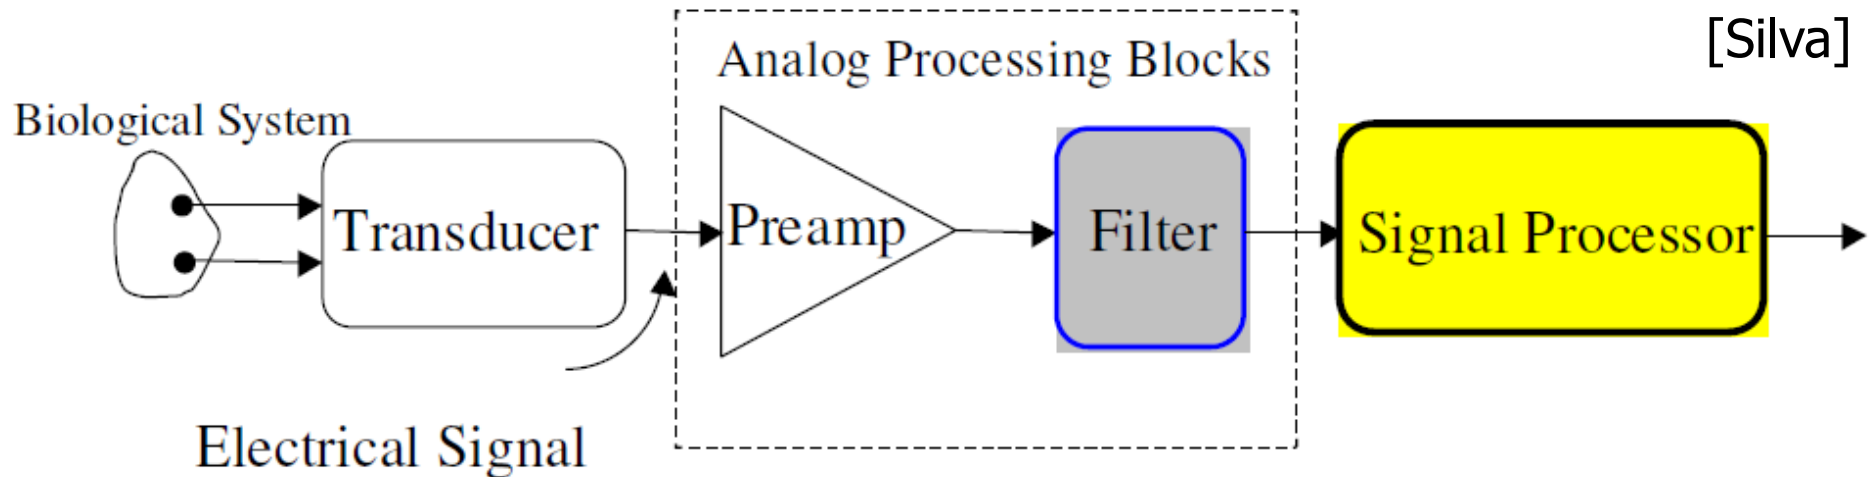 [Silva]
Analog Processing Blocks
Biological System
Transducer
Preamp
Filter
Signal Processor
Electrical Signal